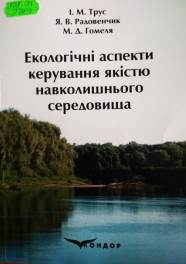 І. М. Трус
Я. В. Радовенчик
М. Д. Гомеля
Екологічні аспекти
керування якістю
навколишнього
середовища
КОНДОР